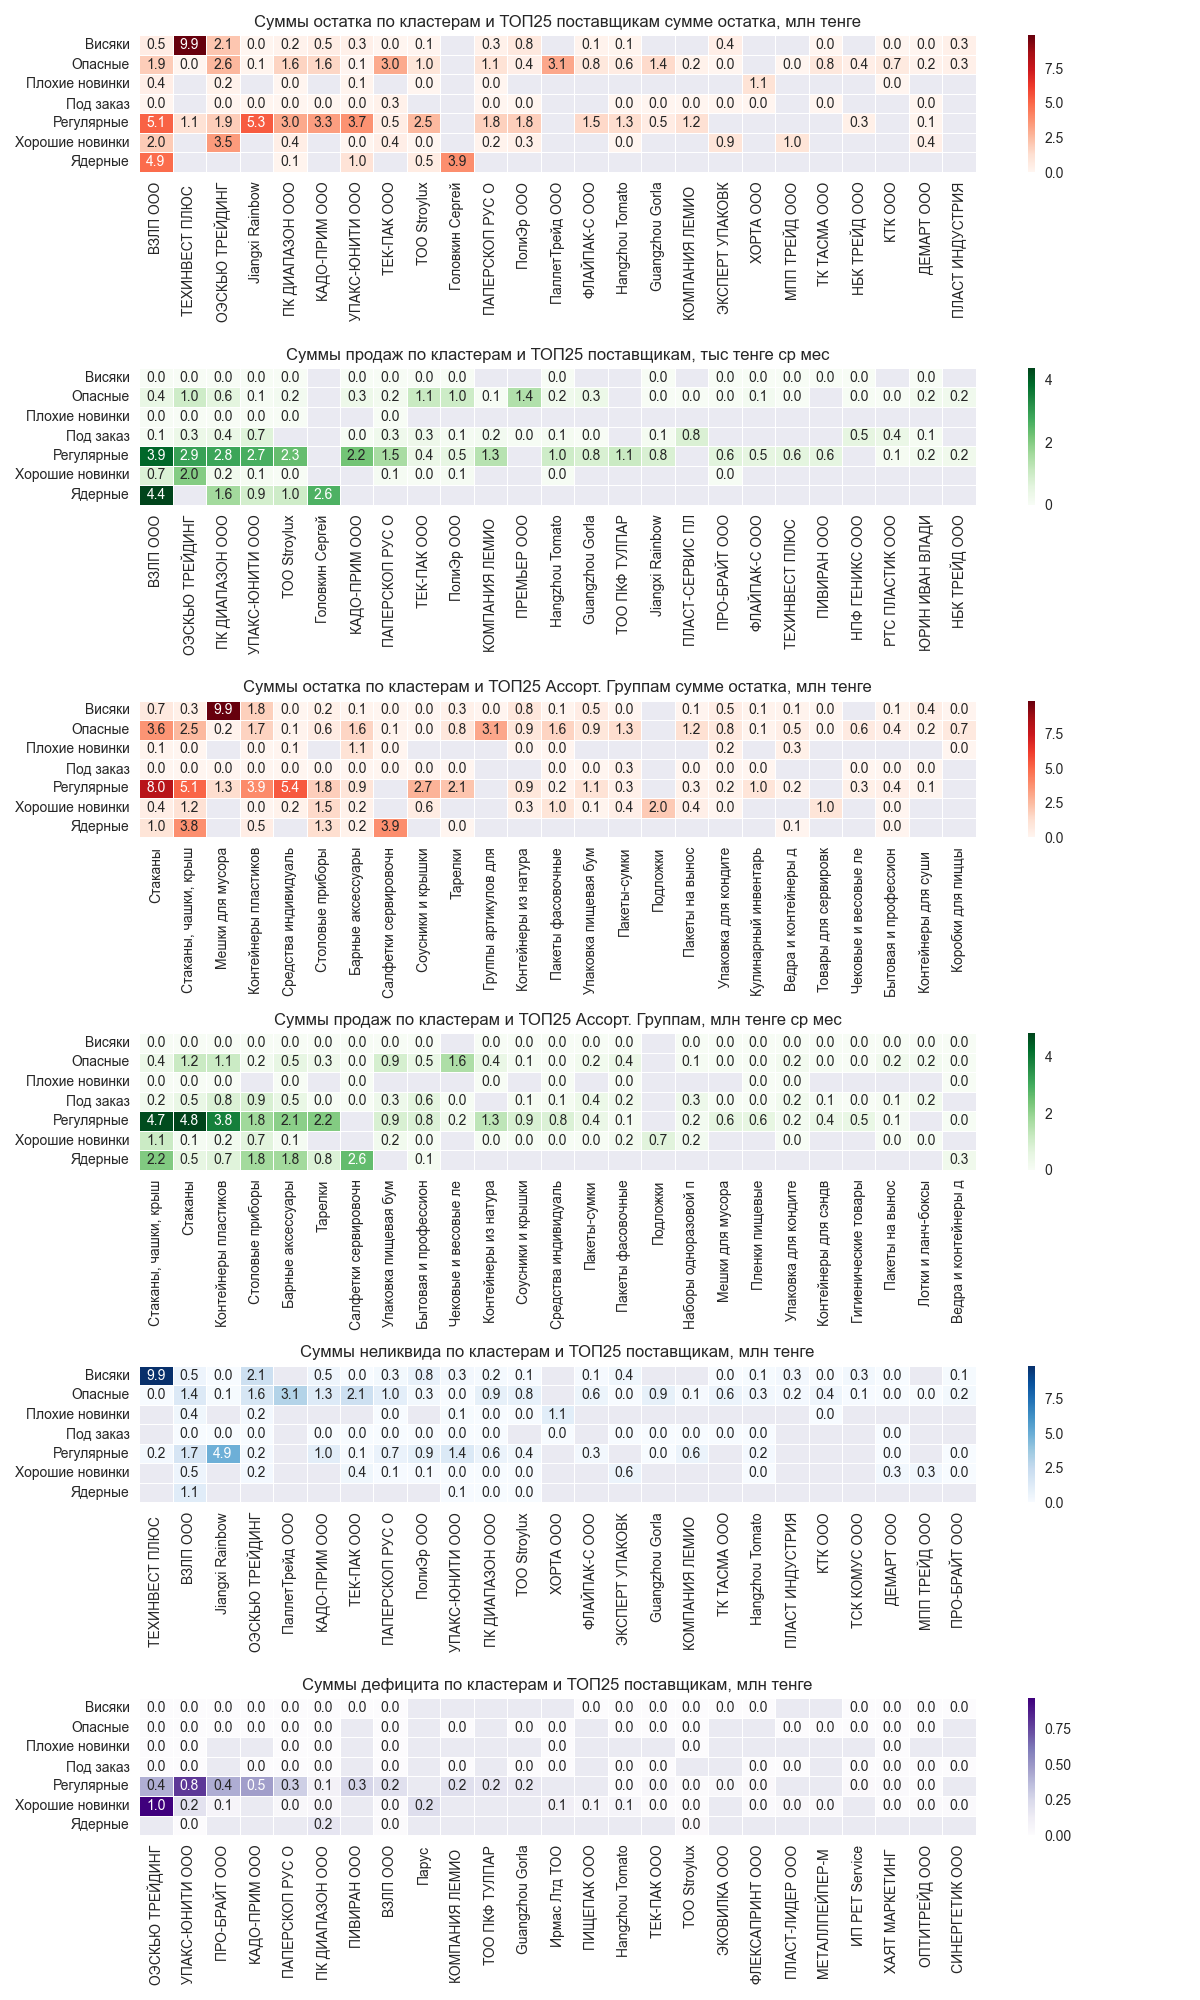 Суммы остатка по кластерам и ТОП25 поставщикам сумме остатка, млн тенге
Висяки 0.5 9.9 2.1 0.0 0.2 0.5 0.3 0.0 0.1 0.3 0.8 0.1 0.1 0.4 0.0 0.0 0.0 0.3
Опасные 1.9 0.0 2.6 0.1 1.6 1.6 0.1 3.0 1.0 1.1 0.4 3.1 0.8 0.6 1.4 0.2 0.0 0.0 0.8 0.4 0.7 0.2 0.3
Плохие новинки 0.4 0.2 0.0 0.1 0.0 0.0 1.1 0.0
Под заказ 0.0 0.0 0.0 0.0 0.0 0.0 0.3 0.0 0.0 0.0 0.0 0.0 0.0 0.0 0.0 0.0
Регулярные 5.1 1.1 1.9 5.3 3.0 3.3 3.7 0.5 2.5 1.8 1.8 1.5 1.3 0.5 1.2 0.3 0.1
Хорошие новинки 2.0 3.5 0.4 0.0 0.4 0.0 0.2 0.3 0.0 0.9 1.0 0.4
Ядерные 4.9 0.1 1.0 0.5 3.9
7.5
5.0
2.5
0.0
ВЗЛП ООО
ТЕХИНВЕСТ ПЛЮС
ОЭСКЬЮ ТРЕЙДИНГ
Jiangxi Rainbow
ПК ДИАПАЗОН ООО
КАДО-ПРИМ ООО
УПАКС-ЮНИТИ ООО
ТЕК-ПАК ООО
ТОО Stroylux
Головкин Сергей
ПАПЕРСКОП РУС О
ПолиЭр ООО
ПаллетТрейд ООО
ФЛАЙПАК-С ООО
Hangzhou Tomato
Guangzhou Gorla
КОМПАНИЯ ЛЕМИО
ЭКСПЕРТ УПАКОВК
ХОРТА ООО
МПП ТРЕЙД ООО
ТК ТАСМА ООО
НБК ТРЕЙД ООО
КТК ООО
ДЕМАРТ ООО
ПЛАСТ ИНДУСТРИЯ
Суммы продаж по кластерам и ТОП25 поставщикам, тыс тенге ср мес
Висяки 0.0 0.0 0.0 0.0 0.0 0.0 0.0 0.0 0.0 0.0 0.0 0.0 0.0 0.0 0.0 0.0 0.0
Опасные 0.4 1.0 0.6 0.1 0.2 0.3 0.2 1.1 1.0 0.1 1.4 0.2 0.3 0.0 0.0 0.0 0.1 0.0 0.0 0.0 0.2 0.2
Плохие новинки 0.0 0.0 0.0 0.0 0.0 0.0
Под заказ 0.1 0.3 0.4 0.7 0.0 0.3 0.3 0.1 0.2 0.0 0.1 0.0 0.1 0.8 0.5 0.4 0.1
Регулярные 3.9 2.9 2.8 2.7 2.3 2.2 1.5 0.4 0.5 1.3 1.0 0.8 1.1 0.8 0.6 0.5 0.6 0.6 0.1 0.2 0.2
Хорошие новинки 0.7 2.0 0.2 0.1 0.0 0.1 0.0 0.1 0.0 0.0
Ядерные 4.4 1.6 0.9 1.0 2.6
4
2
0
ВЗЛП ООО
ОЭСКЬЮ ТРЕЙДИНГ
ПК ДИАПАЗОН ООО
УПАКС-ЮНИТИ ООО
ТОО Stroylux
Головкин Сергей
КАДО-ПРИМ ООО
ПАПЕРСКОП РУС О
ТЕК-ПАК ООО
ПолиЭр ООО
КОМПАНИЯ ЛЕМИО
ПРЕМЬЕР ООО
Hangzhou Tomato
Guangzhou Gorla
ТОО ПКФ ТУЛПАР
Jiangxi Rainbow
ПЛАСТ-СЕРВИС ПЛ
ПРО-БРАЙТ ООО
ФЛАЙПАК-С ООО
ТЕХИНВЕСТ ПЛЮС
ПИВИРАН ООО
НПФ ГЕНИКС ООО
РТС ПЛАСТИК ООО
ЮРИН ИВАН ВЛАДИ
НБК ТРЕЙД ООО
Суммы остатка по кластерам и ТОП25 Ассорт. Группам сумме остатка, млн тенге
Висяки 0.7 0.3 9.9 1.8 0.0 0.2 0.1 0.0 0.0 0.3 0.0 0.8 0.1 0.5 0.0 0.1 0.5 0.1 0.1 0.0 0.1 0.4 0.0
Опасные 3.6 2.5 0.2 1.7 0.1 0.6 1.6 0.1 0.0 0.8 3.1 0.9 1.6 0.9 1.3 1.2 0.8 0.1 0.5 0.0 0.6 0.4 0.2 0.7
Плохие новинки 0.1 0.0 0.0 0.1 1.1 0.0 0.0 0.0 0.2 0.3 0.0
Под заказ 0.0 0.0 0.0 0.0 0.0 0.0 0.0 0.0 0.0 0.0 0.0 0.0 0.3 0.0 0.0 0.0 0.0 0.0 0.0
Регулярные 8.0 5.1 1.3 3.9 5.4 1.8 0.9 2.7 2.1 0.9 0.2 1.1 0.3 0.3 0.2 1.0 0.2 0.3 0.4 0.1
Хорошие новинки 0.4 1.2 0.0 0.2 1.5 0.2 0.6 0.3 1.0 0.1 0.4 2.0 0.4 0.0 1.0 0.0
Ядерные 1.0 3.8 0.5 1.3 0.2 3.9 0.0 0.1 0.0
7.5
5.0
2.5
0.0
Стаканы
Стаканы, чашки, крыш
Мешки для мусора
Контейнеры пластиков
Средства индивидуаль
Столовые приборы
Барные аксессуары
Салфетки сервировочн
Соусники и крышки
Тарелки
Группы артикулов для
Контейнеры из натура
Пакеты фасовочные
Упаковка пищевая бум
Пакеты-сумки
Подложки
Пакеты на вынос
Упаковка для кондите
Кулинарный инвентарь
Ведра и контейнеры д
Товары для сервировк
Чековые и весовые ле
Бытовая и профессион
Контейнеры для суши
Коробки для пиццы
Суммы продаж по кластерам и ТОП25 Ассорт. Группам, млн тенге ср мес
Висяки 0.0 0.0 0.0 0.0 0.0 0.0 0.0 0.0 0.0 0.0 0.0 0.0 0.0 0.0 0.0 0.0 0.0 0.0 0.0 0.0 0.0 0.0 0.0 0.0
Опасные 0.4 1.2 1.1 0.2 0.5 0.3 0.0 0.9 0.5 1.6 0.4 0.1 0.0 0.2 0.4 0.1 0.0 0.0 0.2 0.0 0.0 0.2 0.2 0.0
Плохие новинки 0.0 0.0 0.0 0.0 0.0 0.0 0.0 0.0 0.0 0.0 0.0
Под заказ 0.2 0.5 0.8 0.9 0.5 0.0 0.0 0.3 0.6 0.0 0.1 0.1 0.4 0.2 0.3 0.0 0.0 0.2 0.1 0.0 0.1 0.2
Регулярные 4.7 4.8 3.8 1.8 2.1 2.2 0.9 0.8 0.2 1.3 0.9 0.8 0.4 0.1 0.2 0.6 0.6 0.2 0.4 0.5 0.1 0.0
Хорошие новинки 1.1 0.1 0.2 0.7 0.1 0.2 0.0 0.0 0.0 0.0 0.0 0.2 0.7 0.2 0.0 0.0 0.0
Ядерные 2.2 0.5 0.7 1.8 1.8 0.8 2.6 0.1 0.3
4
2
0
Стаканы, чашки, крыш
Стаканы
Контейнеры пластиков
Столовые приборы
Барные аксессуары
Тарелки
Салфетки сервировочн
Упаковка пищевая бум
Бытовая и профессион
Чековые и весовые ле
Контейнеры из натура
Соусники и крышки
Средства индивидуаль
Пакеты-сумки
Пакеты фасовочные
Подложки
Наборы одноразовой п
Мешки для мусора
Пленки пищевые
Упаковка для кондите
Контейнеры для сэндв
Гигиенические товары
Пакеты на вынос
Лотки и ланч-боксы
Ведра и контейнеры д
Суммы неликвида по кластерам и ТОП25 поставщикам, млн тенге
Висяки 9.9 0.5 0.0 2.1 0.5 0.0 0.3 0.8 0.3 0.2 0.1 0.1 0.4 0.0 0.1 0.3 0.0 0.3 0.0 0.1
Опасные 0.0 1.4 0.1 1.6 3.1 1.3 2.1 1.0 0.3 0.0 0.9 0.8 0.6 0.0 0.9 0.1 0.6 0.3 0.2 0.4 0.1 0.0 0.0 0.2
Плохие новинки 0.4 0.2 0.0 0.1 0.0 0.0 1.1 0.0
Под заказ 0.0 0.0 0.0 0.0 0.0 0.0 0.0 0.0 0.0 0.0 0.0 0.0 0.0 0.0 0.0 0.0 0.0
Регулярные 0.2 1.7 4.9 0.2 1.0 0.1 0.7 0.9 1.4 0.6 0.4 0.3 0.0 0.6 0.2 0.0 0.0
Хорошие новинки 0.5 0.2 0.4 0.1 0.1 0.0 0.0 0.0 0.6 0.0 0.3 0.3 0.0
Ядерные 1.1 0.1 0.0 0.0
7.5
5.0
2.5
0.0
ТЕХИНВЕСТ ПЛЮС
ВЗЛП ООО
Jiangxi Rainbow
ОЭСКЬЮ ТРЕЙДИНГ
ПаллетТрейд ООО
КАДО-ПРИМ ООО
ТЕК-ПАК ООО
ПАПЕРСКОП РУС О
ПолиЭр ООО
УПАКС-ЮНИТИ ООО
ПК ДИАПАЗОН ООО
ТОО Stroylux
ХОРТА ООО
ФЛАЙПАК-С ООО
ЭКСПЕРТ УПАКОВК
Guangzhou Gorla
КОМПАНИЯ ЛЕМИО
ТК ТАСМА ООО
Hangzhou Tomato
ПЛАСТ ИНДУСТРИЯ
КТК ООО
ТСК КОМУС ООО
ДЕМАРТ ООО
МПП ТРЕЙД ООО
ПРО-БРАЙТ ООО
Суммы дефицита по кластерам и ТОП25 поставщикам, млн тенге
Висяки 0.0 0.0 0.0 0.0 0.0 0.0 0.0 0.0 0.0 0.0 0.0 0.0 0.0 0.0 0.0 0.0 0.0 0.0
Опасные 0.0 0.0 0.0 0.0 0.0 0.0 0.0 0.0 0.0 0.0 0.0 0.0 0.0 0.0 0.0 0.0 0.0 0.0
Плохие новинки 0.0 0.0 0.0 0.0 0.0 0.0 0.0 0.0
Под заказ 0.0 0.0 0.0 0.0 0.0 0.0 0.0 0.0 0.0 0.0 0.0 0.0 0.0 0.0 0.0 0.0 0.0 0.0
Регулярные 0.4 0.8 0.4 0.5 0.3 0.1 0.3 0.2 0.2 0.2 0.2 0.0 0.0 0.0 0.0 0.0 0.0 0.0 0.0
Хорошие новинки 1.0 0.2 0.1 0.0 0.0 0.0 0.2 0.1 0.1 0.1 0.0 0.0 0.0 0.0 0.0 0.0 0.0 0.0 0.0
Ядерные 0.0 0.2 0.0 0.0
0.75
0.50
0.25
0.00
ОЭСКЬЮ ТРЕЙДИНГ
УПАКС-ЮНИТИ ООО
ПРО-БРАЙТ ООО
КАДО-ПРИМ ООО
ПАПЕРСКОП РУС О
ПК ДИАПАЗОН ООО
ПИВИРАН ООО
ВЗЛП ООО
Парус
КОМПАНИЯ ЛЕМИО
ТОО ПКФ ТУЛПАР
Guangzhou Gorla
Ирмас Лтд ТОО
ПИЩЕПАК ООО
Hangzhou Tomato
ТЕК-ПАК ООО
ТОО Stroylux
ЭКОВИЛКА ООО
ФЛЕКСАПРИНТ ООО
ПЛАСТ-ЛИДЕР ООО
МЕТАЛЛПЕЙПЕР-М
ИП PET Service
ХАЯТ МАРКЕТИНГ
ОПТИТРЕЙД ООО
СИНЕРГЕТИК ООО